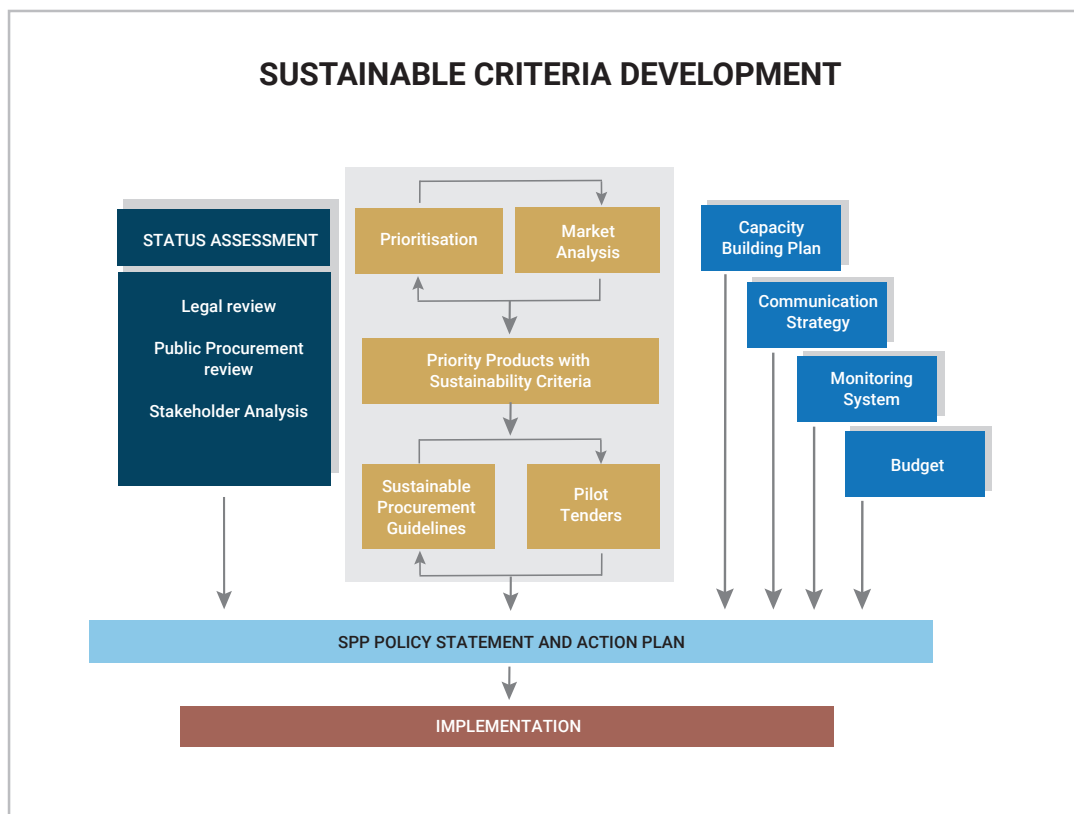 SUSTAINABLE CRITERIA DEVELOPMENT
STATUS ASSESSMENT
Legal review
Public Procurement
review
Stakeholder Analysis
Prioritisation
Market
Analysis
Priority Products with
Sustainability Criteria
Sustainable
Procurement
Guidelines
Pilot
Tenders
Capacity
Building Plan
Communication
Strategy
Monitoring
System
Budget
SPP POLICY STATEMENT AND ACTION PLAN
IMPLEMENTATION